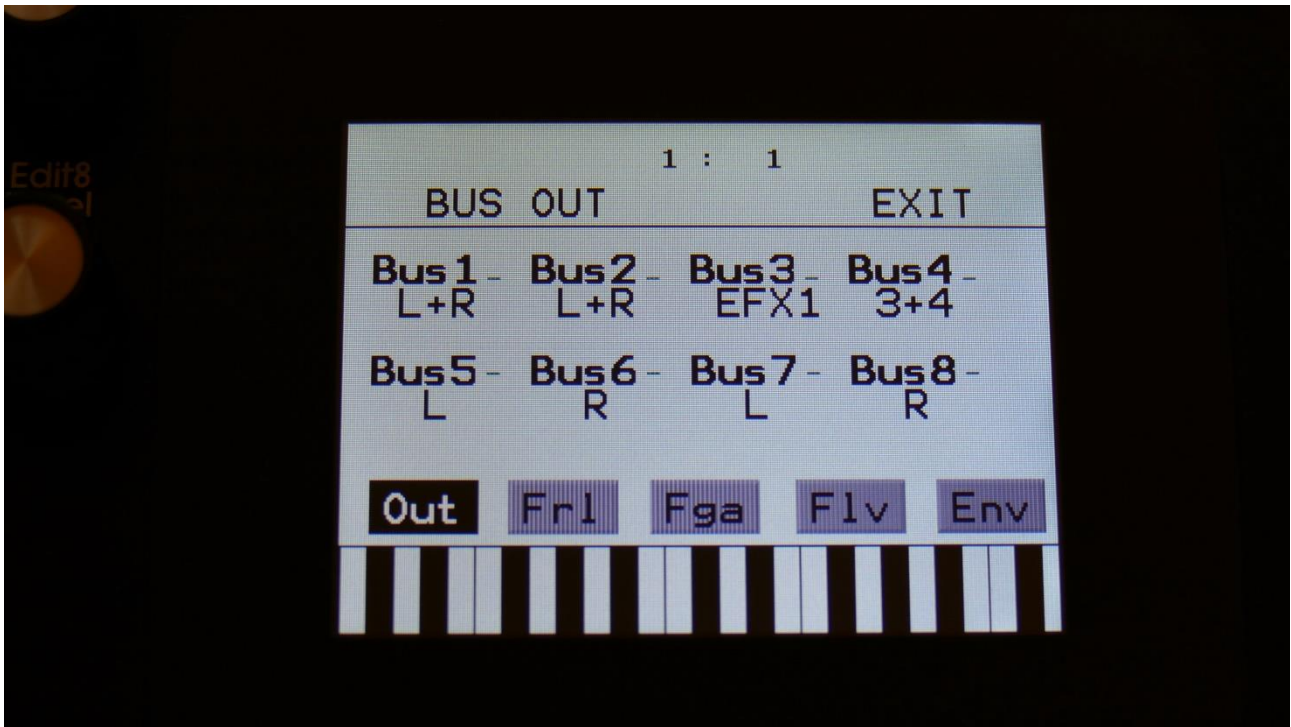 Edit8
el
1 : 1
BUS OUT EXIT
Bus1- Bus2- Bus3- Bus4-
L+R L+R EFX1 3+4
Bus5- Bus6- Bus7- Bus8-
L R L R
Out Frl Fga Flv Env